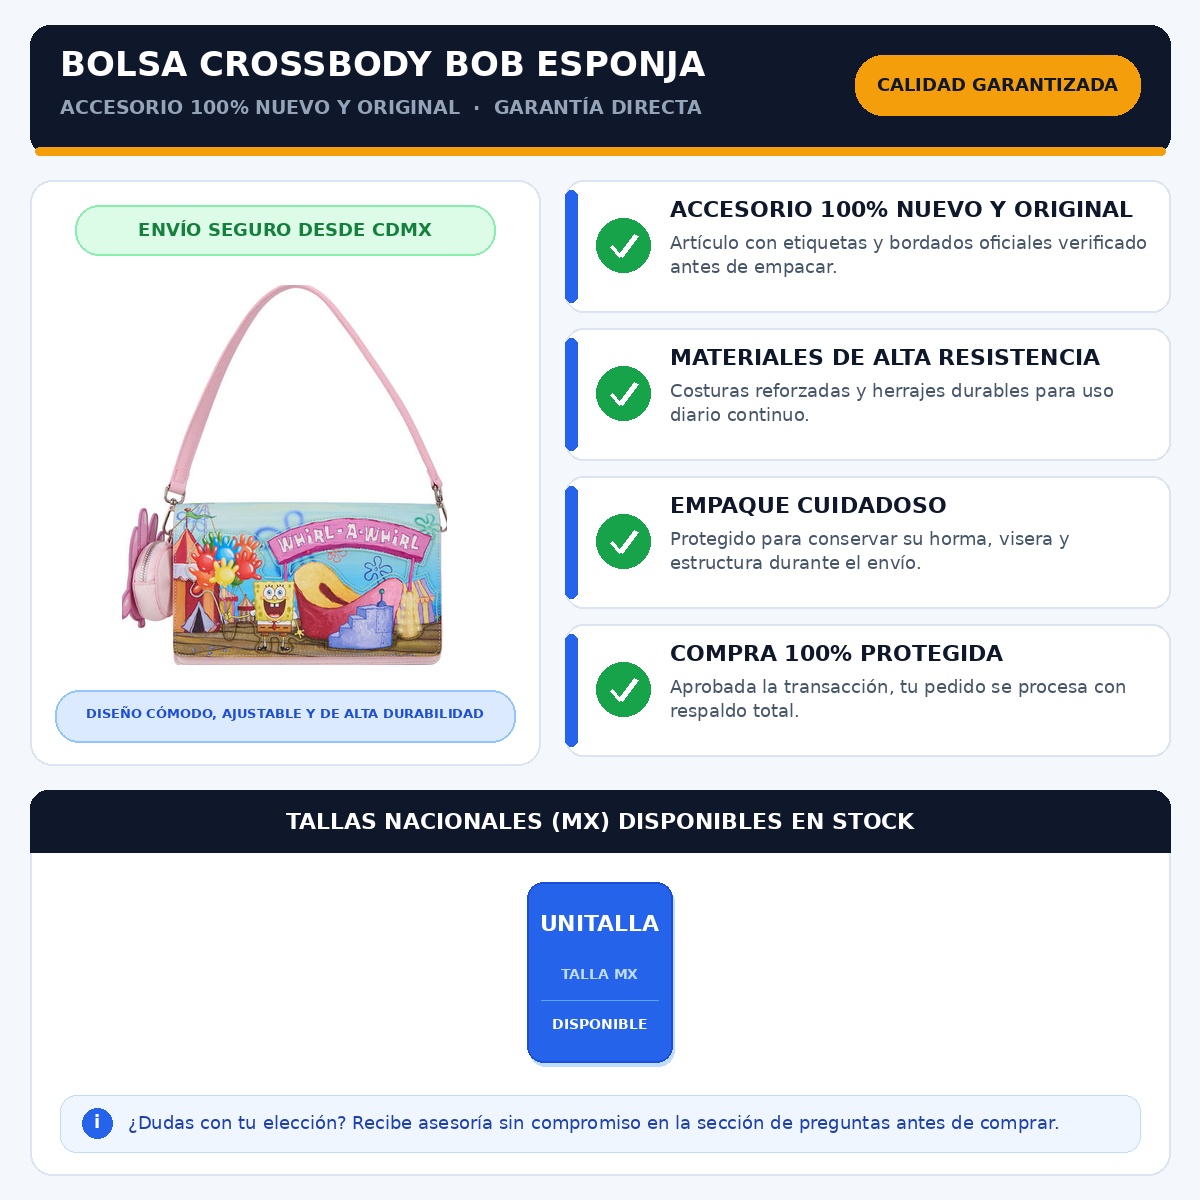 BOLSA CROSSBODY BOB ESPONJA
ACCESORIO 100% NUEVO Y ORIGINAL · GARANTÍA DIRECTA
CALIDAD GARANTIZADA
ENVÍO SEGURO DESDE CDMX
WHIRL-A-WHIRL
DISEÑO CÓMODO, AJUSTABLE Y DE ALTA DURABILIDAD
ACCESORIO 100% NUEVO Y ORIGINAL
Artículo con etiquetas y bordados oficiales verificado
antes de empacar.
MATERIALES DE ALTA RESISTENCIA
Costuras reforzadas y herrajes durables para uso
diario continuo.
EMPAQUE CUIDADOSO
Protegido para conservar su horma, visera y
estructura durante el envío.
COMPRA 100% PROTEGIDA
Aprobada la transacción, tu pedido se procesa con
respaldo total.
TALLAS NACIONALES (MX) DISPONIBLES EN STOCK
UNITALLA
TALLA MX
DISPONIBLE
i ¿Dudas con tu elección? Recibe asesoría sin compromiso en la sección de preguntas antes de comprar.